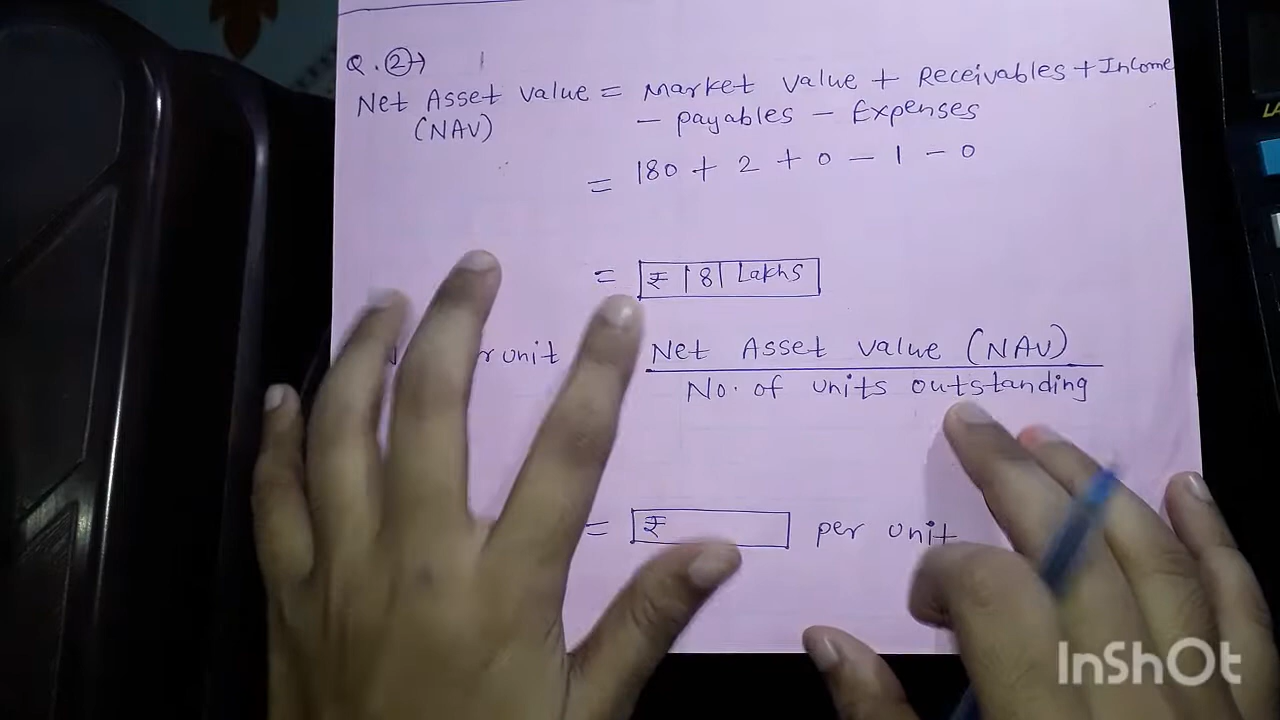 Q. ②→
Net Asset value = Market value + Receivables + Income
(NAV) - payables - Expenses
= 180 + 2 + 0 - 1 - 0
= ₹ 181 Lakhs
unit Net Asset value (NAV)
No. of units outstanding
= ₹ per unit
InShOt